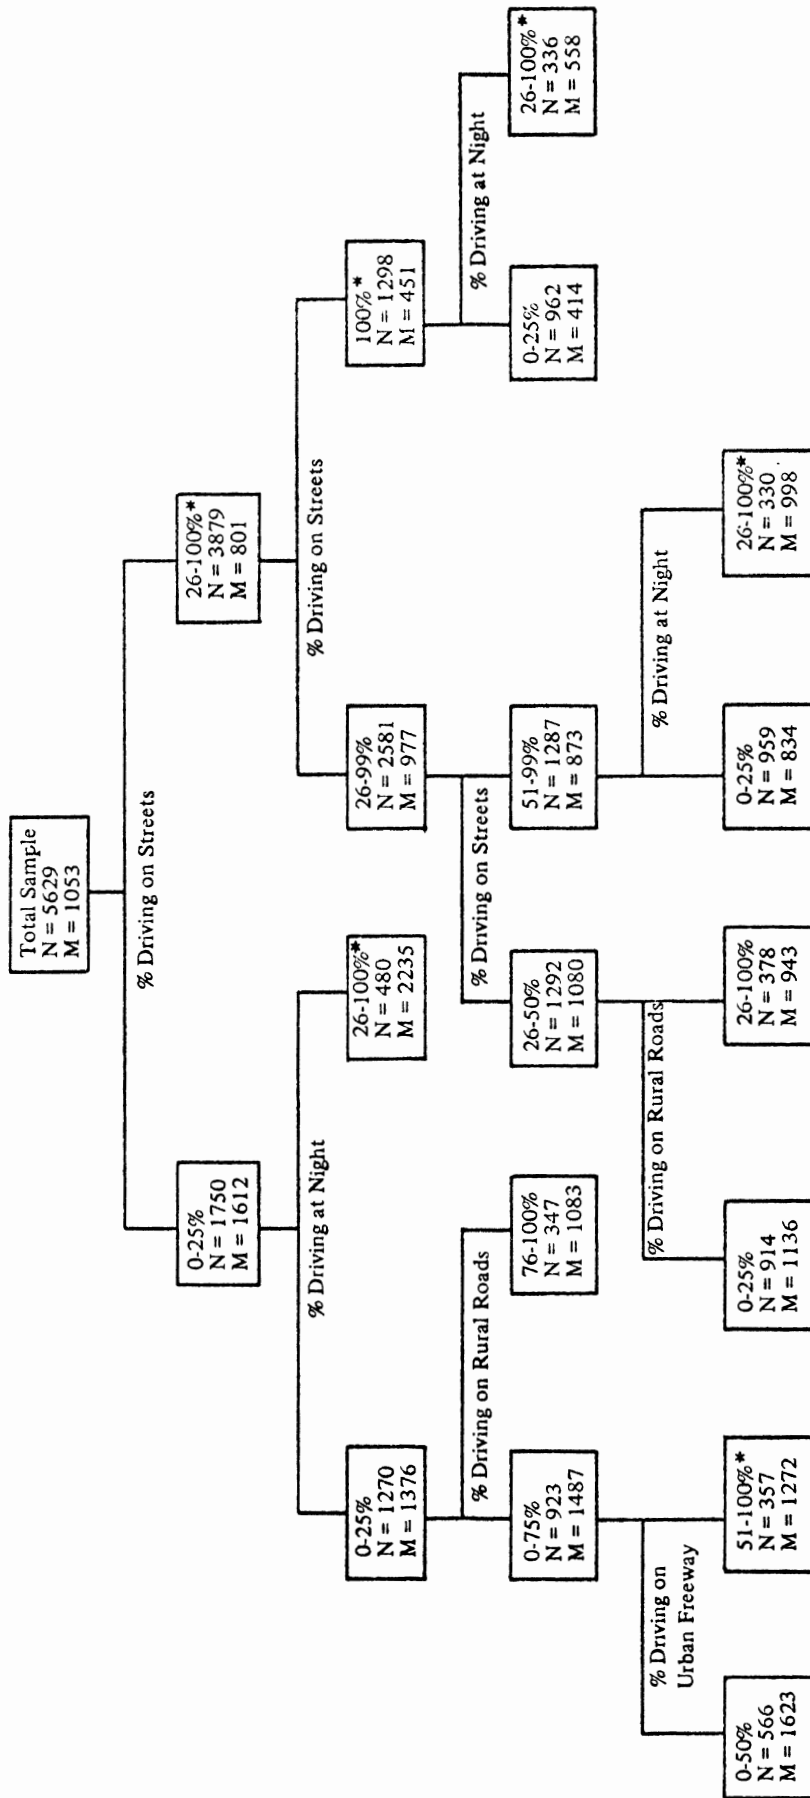 Total Sample
N = 5629
M = 1053
% Driving on Streets
0-25%
N = 1750
M = 1612
26-100%*
N = 3879
M = 801
% Driving at Night
% Driving on Streets
0-25%
N = 1270
M = 1376
26-100%*
N = 480
M = 2235
26-99%
N = 2581
M = 977
100%*
N = 1298
M = 451
% Driving on Rural Roads
% Driving on Streets
% Driving at Night
0-75%
N = 923
M = 1487
76-100%
N = 347
M = 1083
26-50%
N = 1292
M = 1080
51-99%
N = 1287
M = 873
0-25%
N = 962
M = 414
26-100%*
N = 336
M = 558
% Driving on
Urban Freeway
% Driving on Rural Roads
% Driving at Night
0-50%
N = 566
M = 1623
51-100%*
N = 357
M = 1272
0-25%
N = 914
M = 1136
26-100%
N = 378
M = 943
0-25%
N = 959
M = 834
26-100%*
N = 330
M = 998